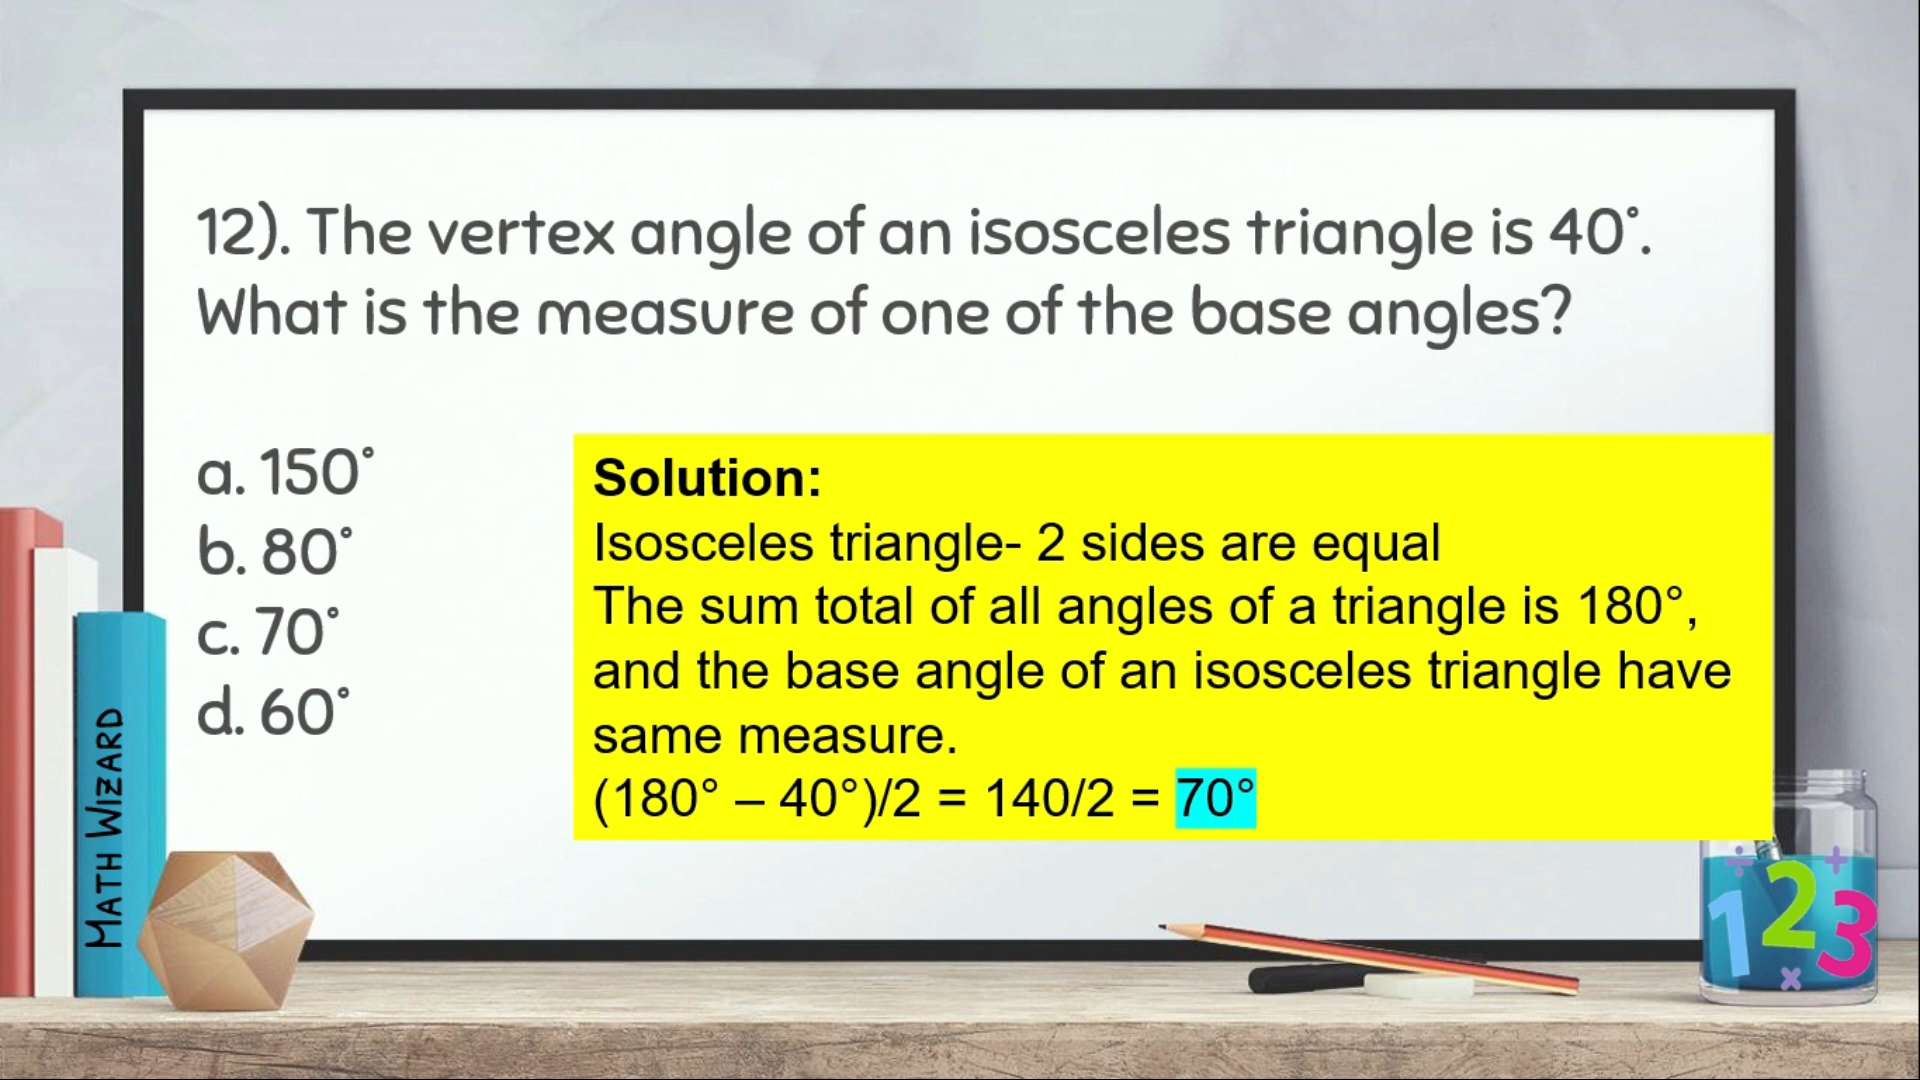 12). The vertex angle of an isosceles triangle is 40°.
What is the measure of one of the base angles?
a. 150°
b. 80°
c. 70°
d. 60°
Solution:
Isosceles triangle- 2 sides are equal
The sum total of all angles of a triangle is 180°,
and the base angle of an isosceles triangle have
same measure.
(180° – 40°)/2 = 140/2 = 70°
MATH WIZARD
÷ +
123
x